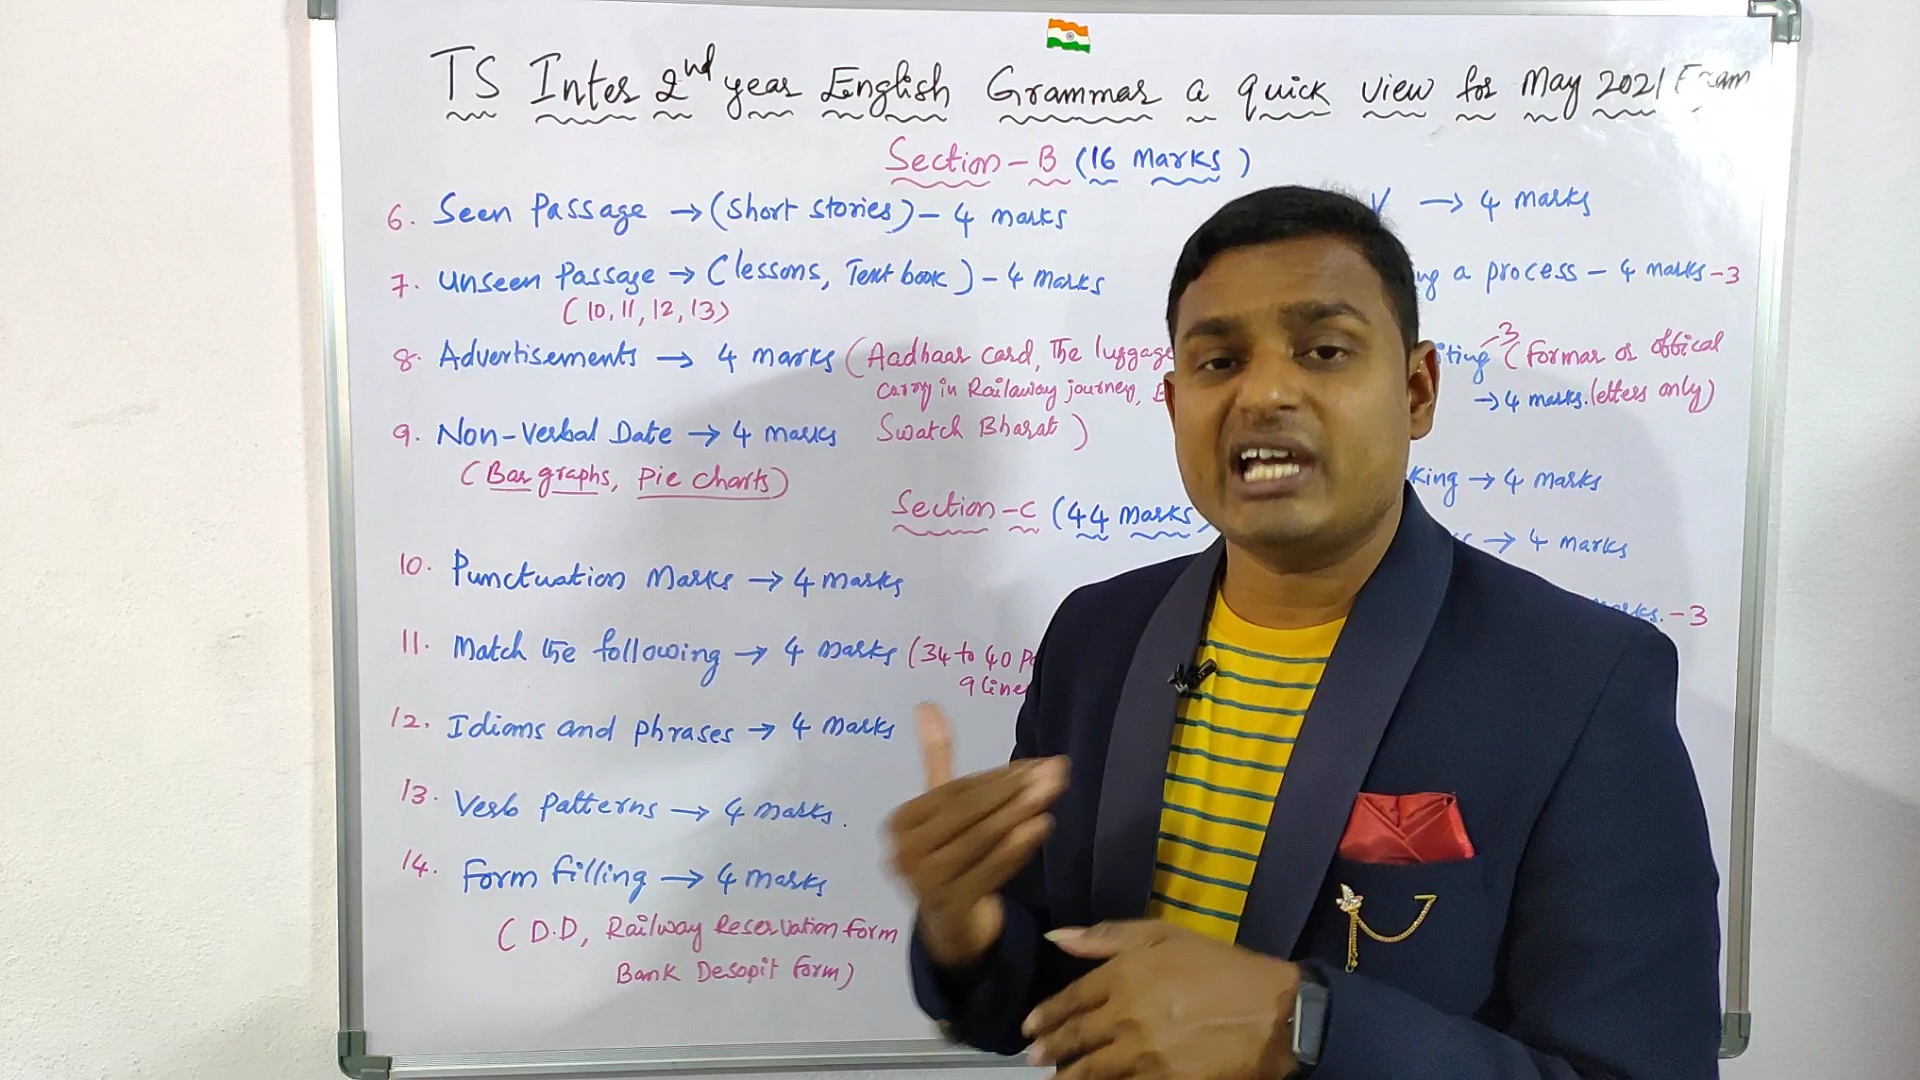 TS Inter 2nd year English Grammar a quick view for May 2021 Exam
Section-B (16 Marks)
6. Seen Passage → (Short stories) - 4 marks
7. Unseen Passage → (lessons, Text book) - 4 marks
(10, 11, 12, 13)
8. Advertisements → 4 marks (Aadhaar card, The luggage
carry in Railaway journey,
Swatch Bharat)
9. Non-Verbal Date → 4 marks
(Bar graphs, Pie charts)
Section-C (44 Marks
10. Punctuation Marks → 4 marks
11. Match the following → 4 marks (34 to 40
9 lines
12. Idioms and phrases → 4 marks
13. Verb patterns → 4 marks.
14. Form filling → 4 marks
(D.D, Railway Reservation form
Bank Desopit form)
→ 4 marks
a process - 4 marks - 3
3 (Formar or offical
→ 4 marks. letters only)
king → 4 marks
→ 4 marks
marks. - 3